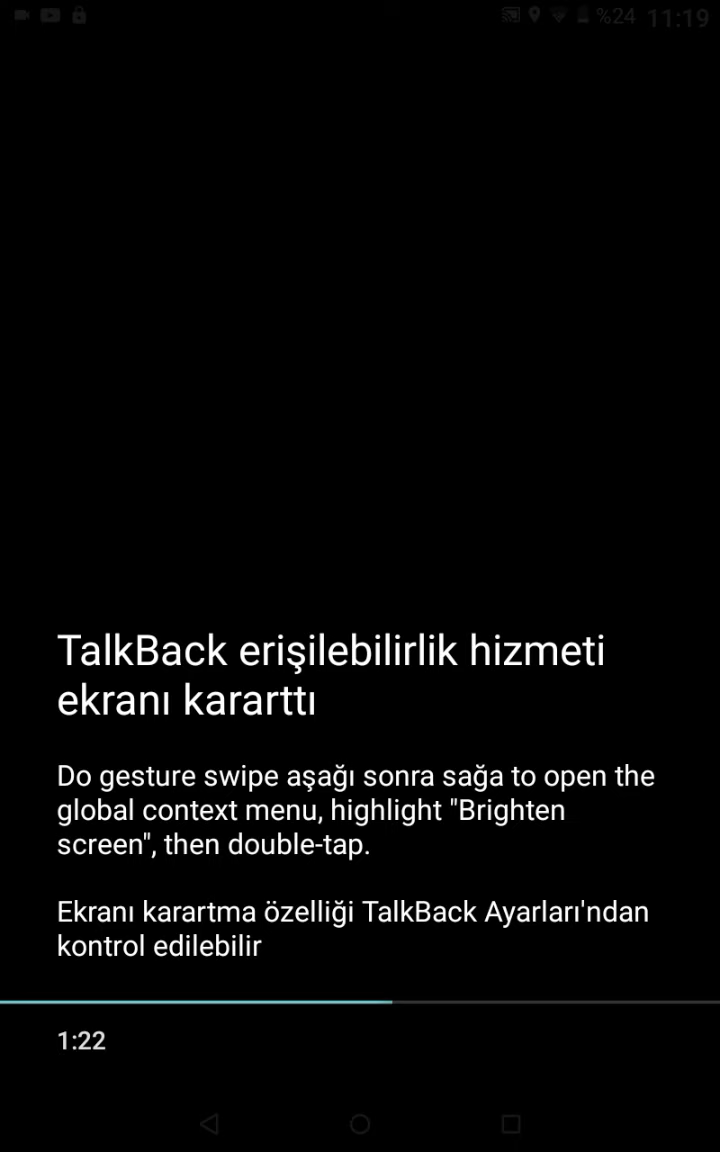 %24 11:19
TalkBack erişilebilirlik hizmeti
ekranı kararttı
Do gesture swipe aşağı sonra sağa to open the
global context menu, highlight "Brighten
screen", then double-tap.
Ekranı karartma özelliği TalkBack Ayarları'ndan
kontrol edilebilir
1:22